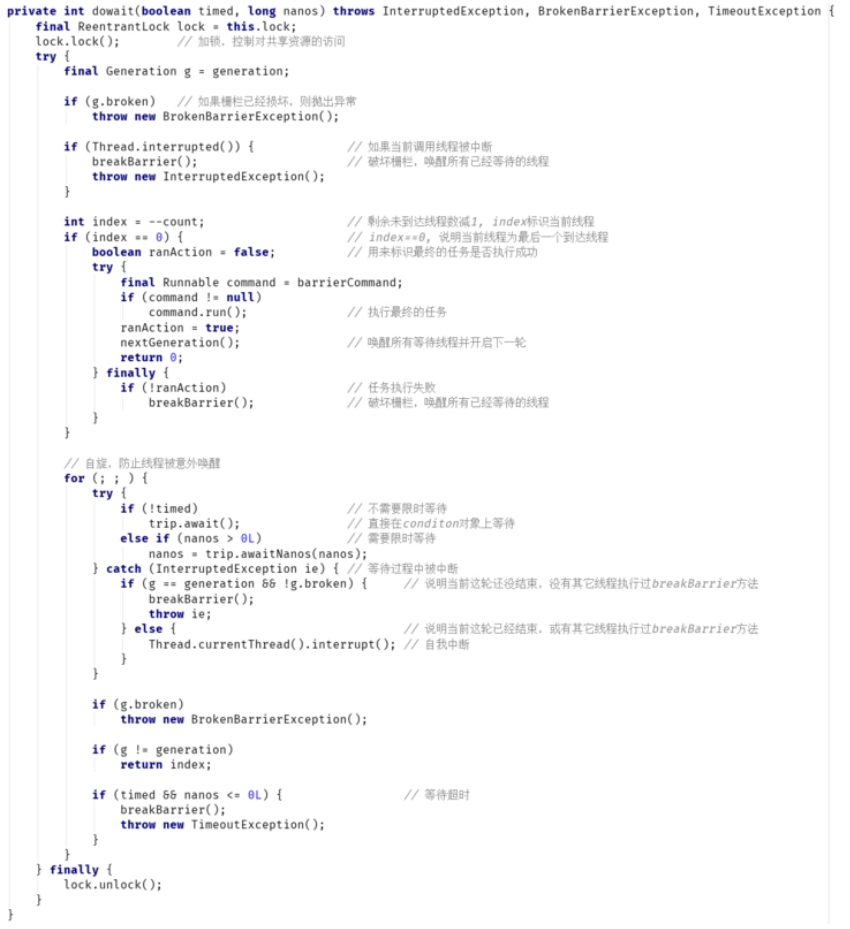 private int dowait(boolean timed, long nanos) throws InterruptedException, BrokenBarrierException, TimeoutException {
    final ReentrantLock lock = this.lock;
    lock.lock();        // 加锁，控制对共享资源的访问
    try {
        final Generation g = generation;

        if (g.broken)   // 如果栅栏已经损坏，则抛出异常
            throw new BrokenBarrierException();

        if (Thread.interrupted()) {             // 如果当前调用线程被中断
            breakBarrier();                     // 破坏栅栏，唤醒所有已经等待的线程
            throw new InterruptedException();
        }

        int index = --count;                    // 剩余未到达线程数减1, index标识当前线程
        if (index == 0) {                       // index==0, 说明当前线程为最后一个到达线程
            boolean ranAction = false;          // 用来标识最终的任务是否执行成功
            try {
                final Runnable command = barrierCommand;
                if (command != null)
                    command.run();              // 执行最终的任务
                ranAction = true;
                nextGeneration();               // 唤醒所有等待线程并开启下一轮
                return 0;
            } finally {
                if (!ranAction)                 // 任务执行失败
                    breakBarrier();             // 破坏栅栏，唤醒所有已经等待的线程
            }
        }

        // 自旋，防止线程被意外唤醒
        for (; ; ) {
            try {
                if (!timed)                     // 不需要限时等待
                    trip.await();               // 直接在conditon对象上等待
                else if (nanos > 0L)            // 需要限时等待
                    nanos = trip.awaitNanos(nanos);
            } catch (InterruptedException ie) { // 等待过程中被中断
                if (g == generation && !g.broken) {     // 说明当前这轮还没结束，没有其它线程执行过breakBarrier方法
                    breakBarrier();
                    throw ie;
                } else {                                // 说明当前这轮已经结束，或有其它线程执行过breakBarrier方法
                    Thread.currentThread().interrupt(); // 自我中断
                }
            }

            if (g.broken)
                throw new BrokenBarrierException();

            if (g != generation)
                return index;

            if (timed && nanos <= 0L) {                 // 等待超时
                breakBarrier();
                throw new TimeoutException();
            }
        }
    } finally {
        lock.unlock();
    }
}